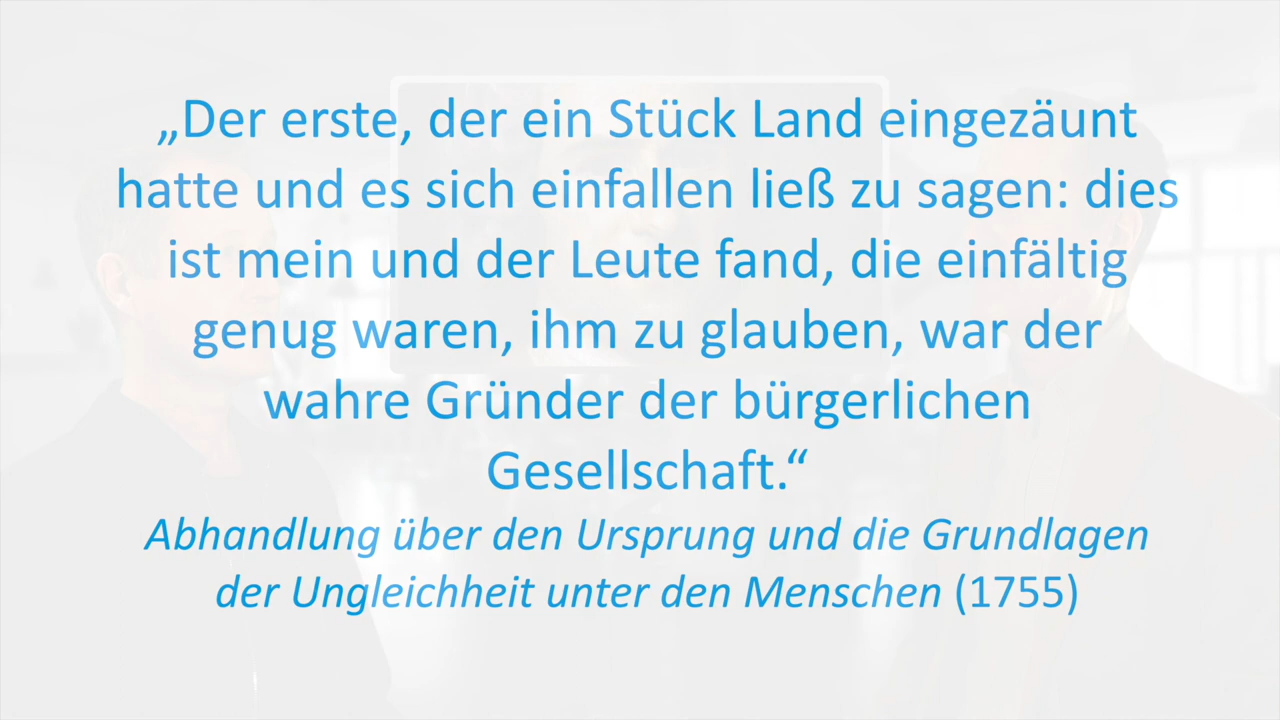 „Der erste, der ein Stück Land eingezäunt
hatte und es sich einfallen ließ zu sagen: dies
ist mein und der Leute fand, die einfältig
genug waren, ihm zu glauben, war der
wahre Gründer der bürgerlichen
Gesellschaft.“
Abhandlung über den Ursprung und die Grundlagen
der Ungleichheit unter den Menschen (1755)